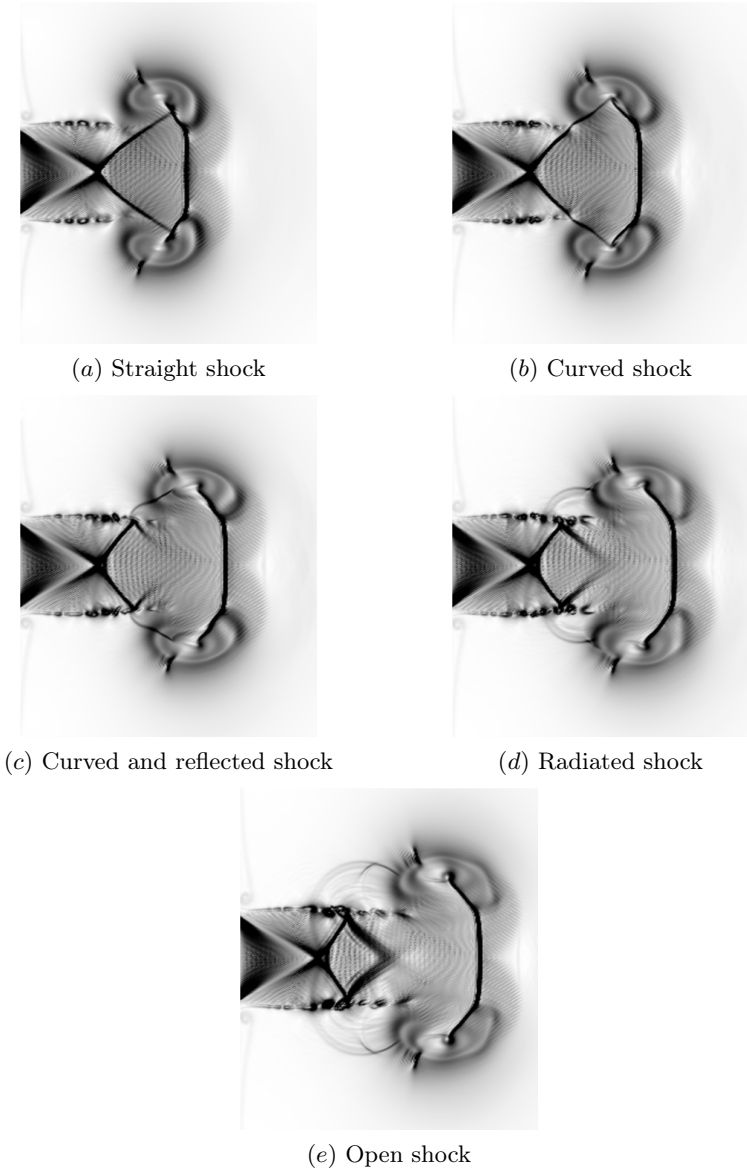 (a) Straight shock
(b) Curved shock
(c) Curved and reflected shock
(d) Radiated shock
(e) Open shock